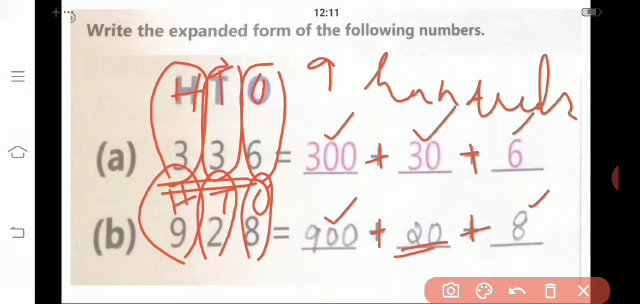 12:11
Write the expanded form of the following numbers.
H T O 9 hundreds
(a) 3 3 6 = 300 + 30 + 6
H T O
(b) 9 2 8 = 900 + 20 + 8